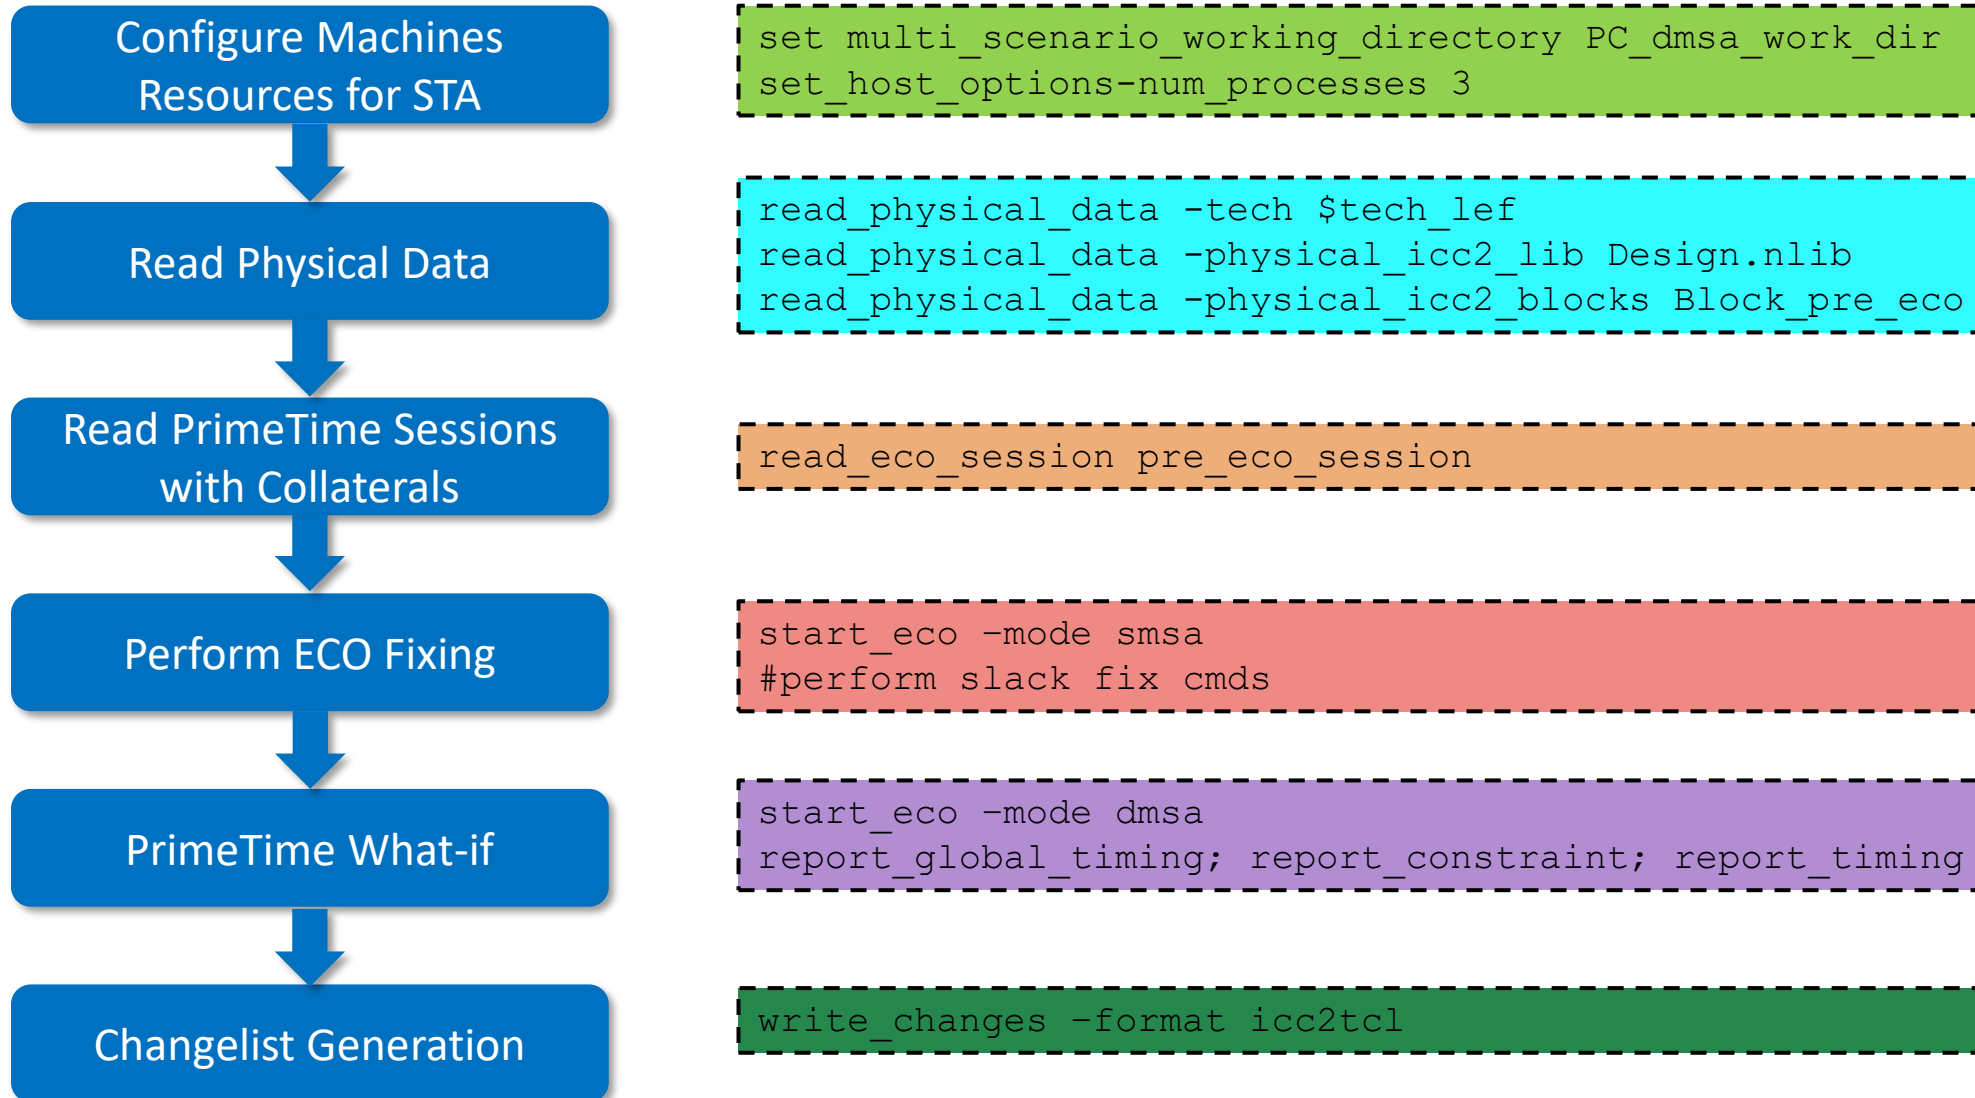 Configure Machines
Resources for STA
set multi_scenario_working_directory PC_dmsa_work_dir
set_host_options-num_processes 3
Read Physical Data
read_physical_data -tech $tech_lef
read_physical_data -physical_icc2_lib Design.nlib
read_physical_data -physical_icc2_blocks Block_pre_eco
Read PrimeTime Sessions
with Collaterals
read_eco_session pre_eco_session
Perform ECO Fixing
start_eco –mode smsa
#perform slack fix cmds
PrimeTime What-if
start_eco –mode dmsa
report_global_timing; report_constraint; report_timing
Changelist Generation
write_changes –format icc2tcl